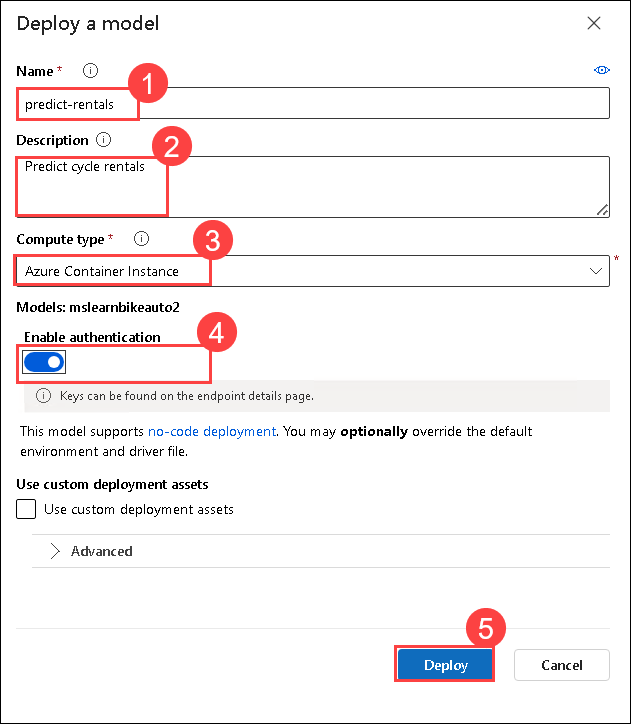 Deploy a model
Name *
1
predict-rentals
Description
2
Predict cycle rentals
Compute type *
3
Azure Container Instance
*
Models: mslearnbikeauto2
Enable authentication
4
Keys can be found on the endpoint details page.
This model supports no-code deployment. You may optionally override the default
environment and driver file.
Use custom deployment assets
Use custom deployment assets
Advanced
5
Deploy
Cancel